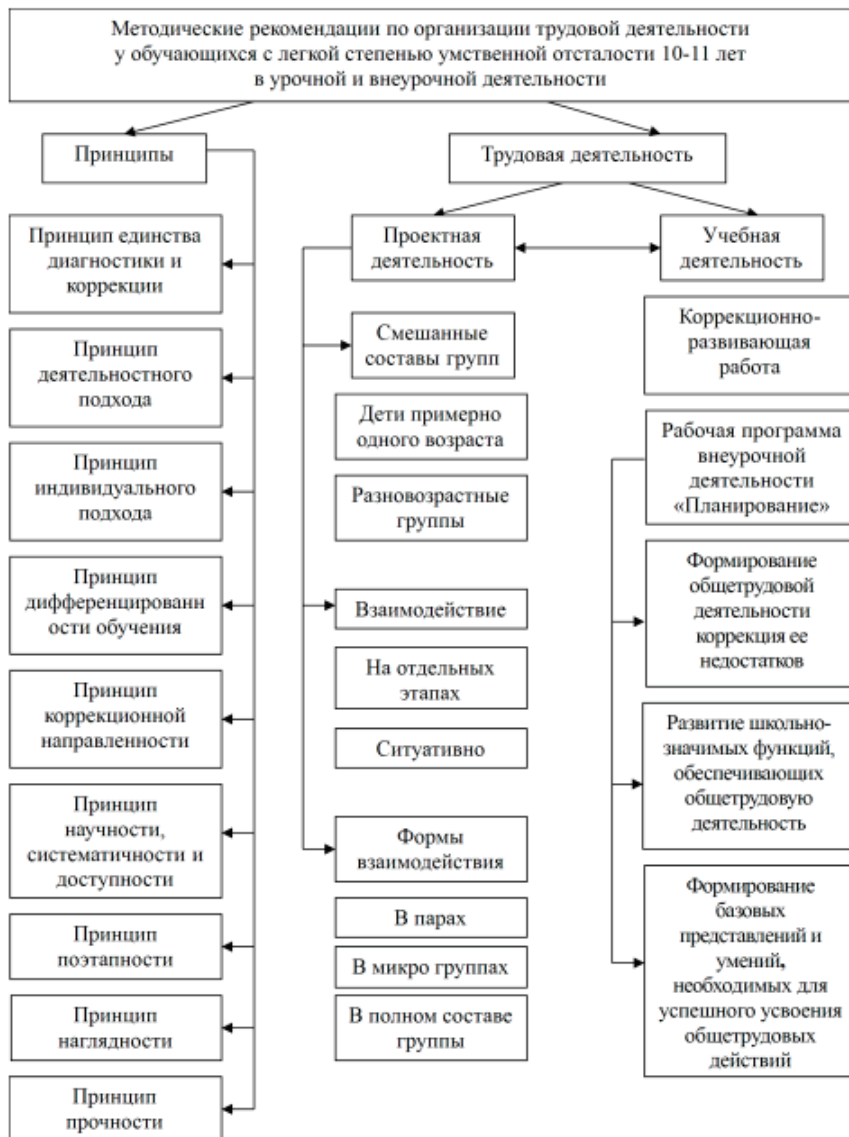 Методические рекомендации по организации трудовой деятельности
у обучающихся с легкой степенью умственной отсталости 10-11 лет
в урочной и внеурочной деятельности
Принципы
Трудовая деятельность
Принцип единства
диагностики и
коррекции
Принцип
деятельностного
подхода
Принцип
индивидуального
подхода
Принцип
дифференцированн
ости обучения
Принцип
коррекционной
направленности
Принцип
научности,
систематичности и
доступности
Принцип
поэтапности
Принцип
наглядности
Принцип
прочности
Проектная
деятельность
Смешанные
составы групп
Дети примерно
одного возраста
Разновозрастные
группы
Взаимодействие
На отдельных
этапах
Ситуативно
Формы
взаимодействия
В парах
В микро группах
В полном составе
группы
Учебная
деятельность
Коррекционно-
развивающая
работа
Рабочая программа
внеурочной
деятельности
«Планирование»
Формирование
общетрудовой
деятельности
коррекция ее
недостатков
Развитие школьно-
значимых функций,
обеспечивающих
общетрудовую
деятельность
Формирование
базовых
представлений и
умений,
необходимых для
успешного усвоения
общетрудовых
действий